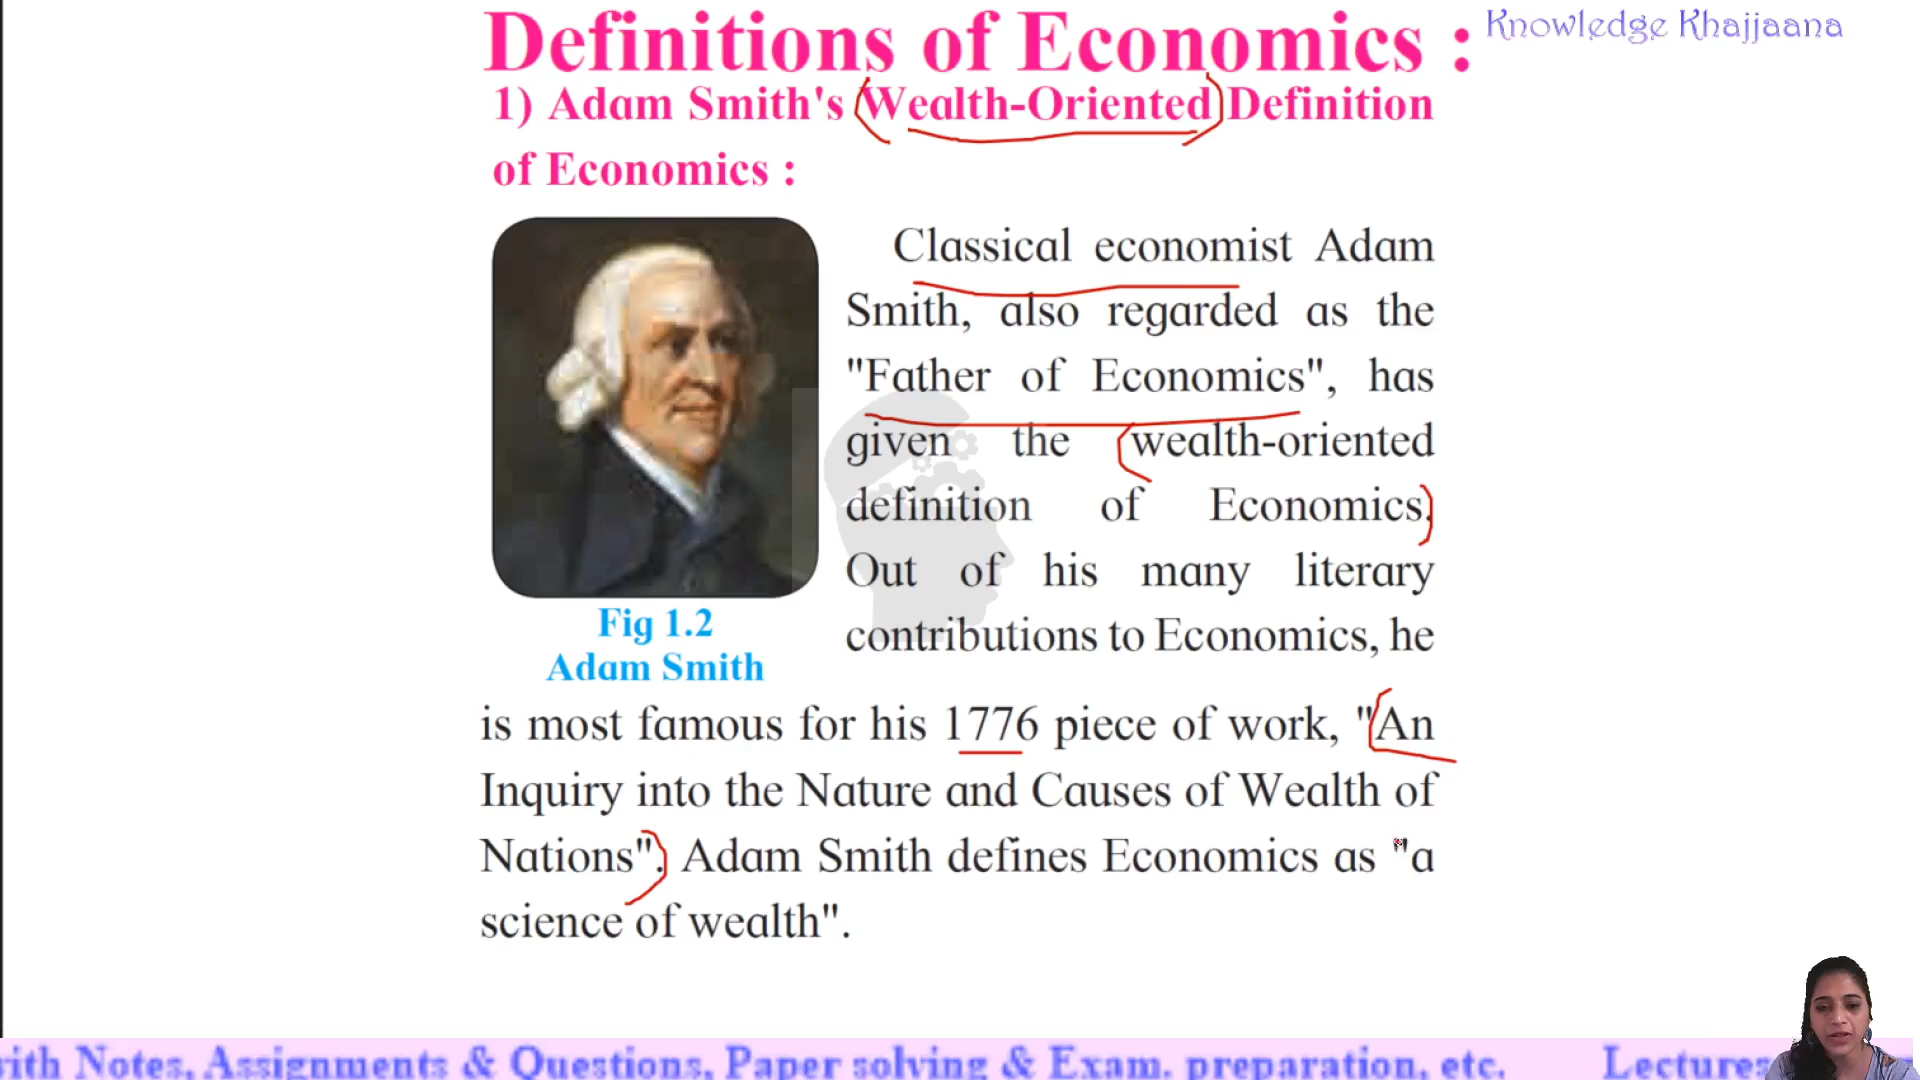 Definitions of Economics :
Knowledge Khajjaana
1) Adam Smith's Wealth-Oriented Definition
of Economics :
Classical economist Adam
Smith, also regarded as the
"Father of Economics", has
given the wealth-oriented
definition of Economics.
Out of his many literary
contributions to Economics, he
Fig 1.2
Adam Smith
is most famous for his 1776 piece of work, "An
Inquiry into the Nature and Causes of Wealth of
Nations". Adam Smith defines Economics as "a
science of wealth".
with Notes, Assignments & Questions, Paper solving & Exam. preparation, etc. Lectures